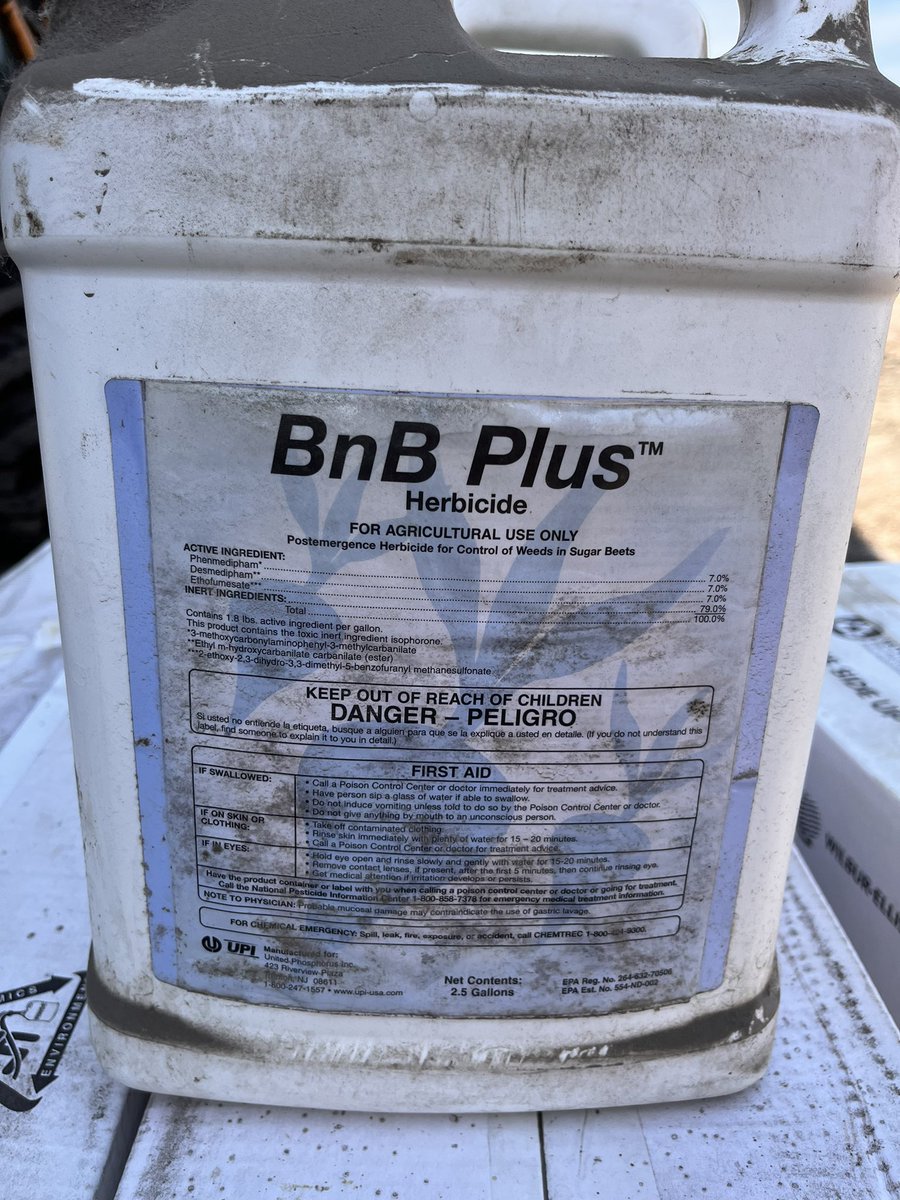 BnB Plus™
Herbicide
FOR AGRICULTURAL USE ONLY
Postemergence Herbicide for Control of Weeds in Sugar Beets
ACTIVE INGREDIENT:
Phenmedipham* 7.0%
Desmedipham** 7.0%
Ethofumesate*** 7.0%
INERT INGREDIENTS: 79.0%
Total 100.0%
Contains 1.8 lbs. active ingredient per gallon.
This product contains the toxic inert ingredient isophorone.
*3-methoxycarbonylaminophenyl-3-methylcarbanilate
**Ethyl m-hydroxycarbanilate carbanilate (ester)
***2-ethoxy-2,3-dihydro-3,3-dimethyl-5-benzofuranyl methanesulfonate
KEEP OUT OF REACH OF CHILDREN
DANGER – PELIGRO
Si usted no entiende la etiqueta, busque a alguien para que se la explique a usted en detalle. (If you do not understand this
label, find someone to explain it to you in detail.)
FIRST AID
IF SWALLOWED:
• Call a Poison Control Center or doctor immediately for treatment advice.
• Have person sip a glass of water if able to swallow.
• Do not induce vomiting unless told to do so by the Poison Control Center or doctor.
• Do not give anything by mouth to an unconscious person.
IF ON SKIN OR
CLOTHING:
• Take off contaminated clothing.
• Rinse skin immediately with plenty of water for 15 – 20 minutes.
• Call a Poison Control Center or doctor for treatment advice.
IF IN EYES:
• Hold eye open and rinse slowly and gently with water for 15-20 minutes.
• Remove contact lenses, if present, after the first 5 minutes, then continue rinsing eye.
• Get medical attention if irritation develops or persists.
Have the product container or label with you when calling a poison control center or doctor or going for treatment.
Call the National Pesticide Information Center 1-800-858-7378 for emergency medical treatment information.
NOTE TO PHYSICIAN: Probable mucosal damage may contraindicate the use of gastric lavage.
FOR CHEMICAL EMERGENCY: Spill, leak, fire, exposure, or accident, call CHEMTREC 1-800-424-9300.
UPI
Manufactured for:
United Phosphorus Inc.
423 Riverview Plaza
NJ 08611
1-800-247-1557 • www.upi-usa.com
Net Contents:
2.5 Gallons
EPA Reg. No. 264-632-70506
EPA Est. No. 554-ND-002